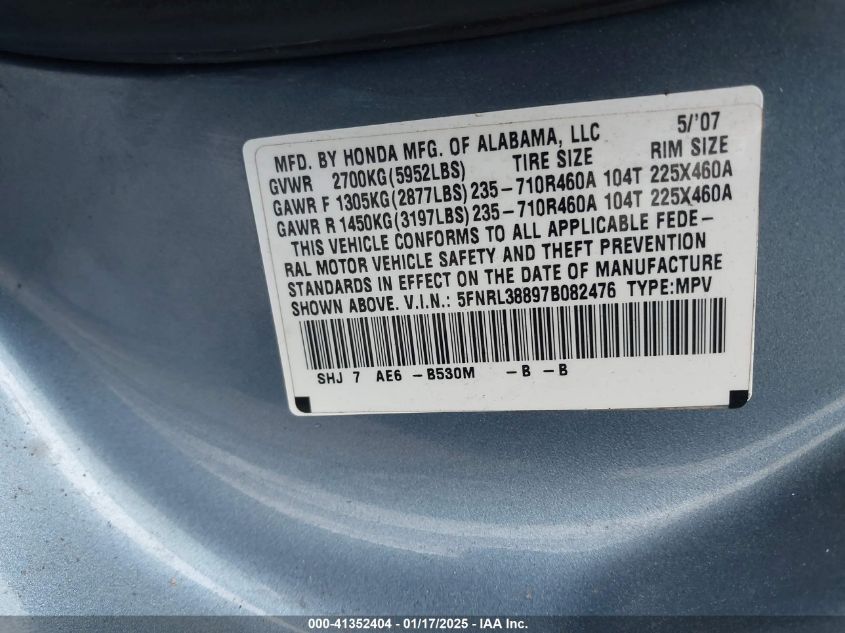 MFD. BY HONDA MFG. OF ALABAMA, LLC 5/'07
GVWR 2700KG(5952LBS) TIRE SIZE RIM SIZE
GAWR F 1305KG(2877LBS) 235-710R460A 104T 225X460A
GAWR R 1450KG(3197LBS) 235-710R460A 104T 225X460A
THIS VEHICLE CONFORMS TO ALL APPLICABLE FEDE-
RAL MOTOR VEHICLE SAFETY AND THEFT PREVENTION
STANDARDS IN EFFECT ON THE DATE OF MANUFACTURE
SHOWN ABOVE. V.I.N.: 5FNRL38897B082476 TYPE:MPV
SHJ 7 AE6 -B530M -B -B
000-41352404 - 01/17/2025 - IAA Inc.